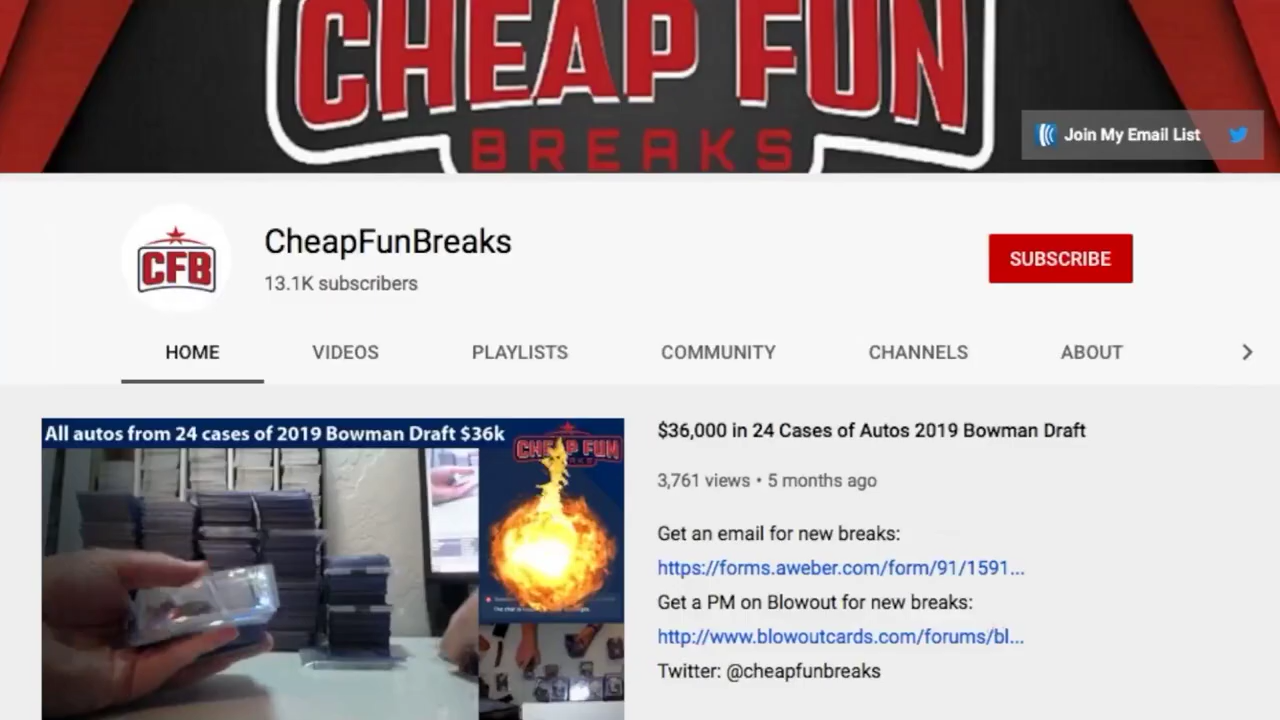 CHEAP FUN
BREAKS
Join My Email List
CFB
CheapFunBreaks
13.1K subscribers
SUBSCRIBE
HOME
VIDEOS
PLAYLISTS
COMMUNITY
CHANNELS
ABOUT
All autos from 24 cases of 2019 Bowman Draft $36k
CHEAP FUN
$36,000 in 24 Cases of Autos 2019 Bowman Draft
3,761 views • 5 months ago
Get an email for new breaks:
https://forms.aweber.com/form/91/1591...
Get a PM on Blowout for new breaks:
http://www.blowoutcards.com/forums/bl...
Twitter: @cheapfunbreaks